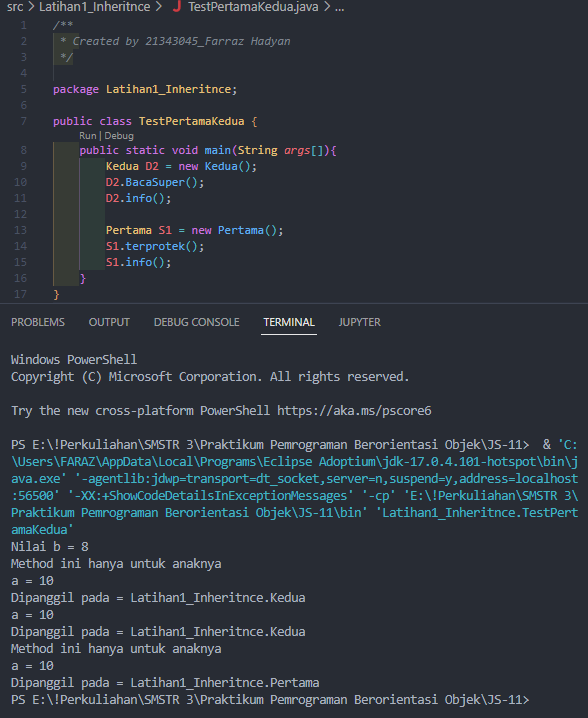 src > Latihan1_Inheritnce > J TestPertamaKedua.java > ...
1 /**
2 * Created by 21343045_Farraz Hadyan
3 */
4
5 package Latihan1_Inheritnce;
6
7 public class TestPertamaKedua {
Run | Debug
8 public static void main(String args[]){
9 Kedua D2 = new Kedua();
10 D2.BacaSuper();
11 D2.info();
12
13 Pertama S1 = new Pertama();
14 S1.terprotek();
15 S1.info();
16 }
17 }
PROBLEMS OUTPUT DEBUG CONSOLE TERMINAL JUPYTER
Windows PowerShell
Copyright (C) Microsoft Corporation. All rights reserved.
Try the new cross-platform PowerShell https://aka.ms/pscore6
PS E:\!Perkuliahan\SMSTR 3\Praktikum Pemrograman Berorientasi Objek\JS-11> & 'C:
\Users\FARAZ\AppData\Local\Programs\Eclipse Adoptium\jdk-17.0.4.101-hotspot\bin\j
ava.exe' '-agentlib:jdwp=transport=dt_socket,server=n,suspend=y,address=localhost
:56500' '-XX:+ShowCodeDetailsInExceptionMessages' '-cp' 'E:\!Perkuliahan\SMSTR 3\
Praktikum Pemrograman Berorientasi Objek\JS-11\bin' 'Latihan1_Inheritnce.TestPert
amaKedua'
Nilai b = 8
Method ini hanya untuk anaknya
a = 10
Dipanggil pada = Latihan1_Inheritnce.Kedua
a = 10
Dipanggil pada = Latihan1_Inheritnce.Kedua
Method ini hanya untuk anaknya
a = 10
Dipanggil pada = Latihan1_Inheritnce.Pertama
PS E:\!Perkuliahan\SMSTR 3\Praktikum Pemrograman Berorientasi Objek\JS-11>